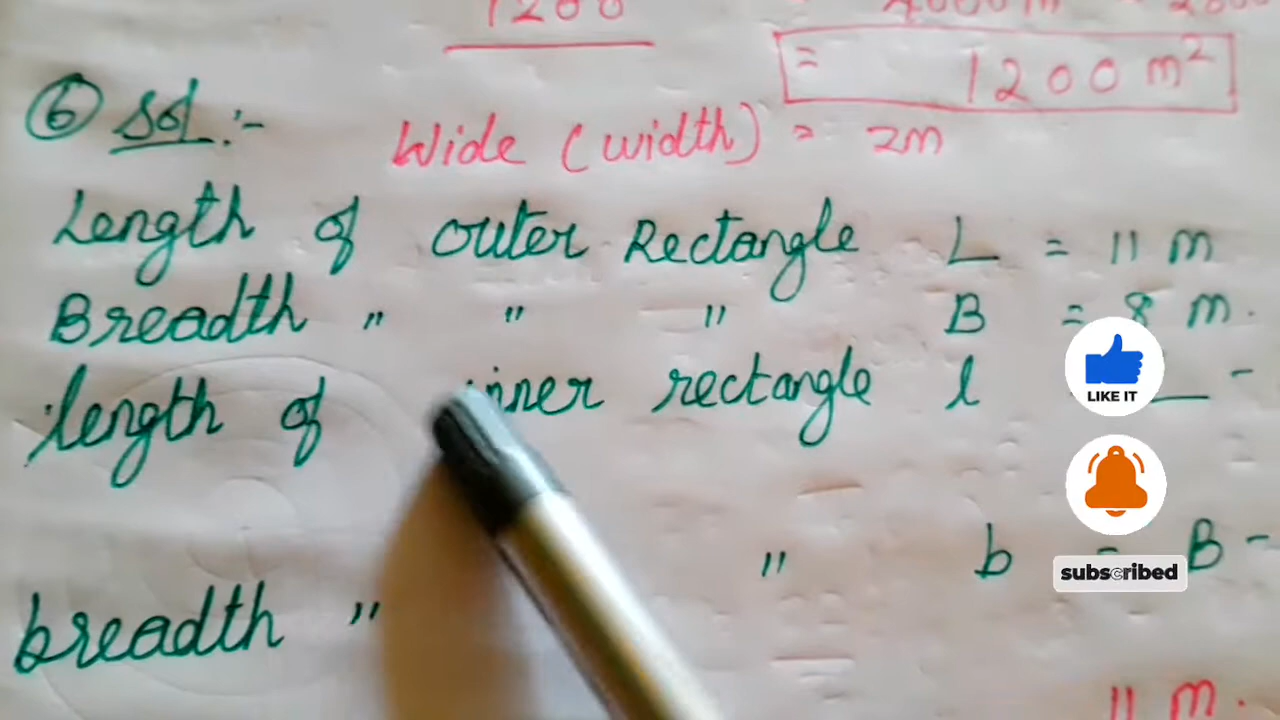 1200
= 1200 m²
⑥ Sol :-
Wide (width) = 2m
Length of outer Rectangle L = 11 m
Breadth " " " B = 8 m.
length of inner rectangle l -
LIKE IT
" b = B -
subscribed
breadth "
11 m.